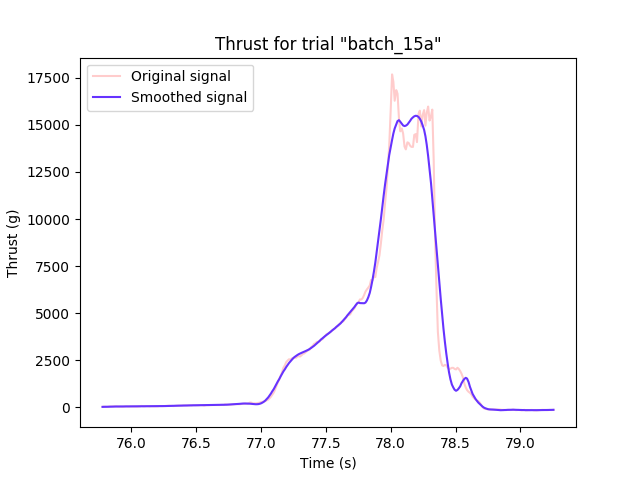 Thrust for trial "batch_15a"
Original signal
Smoothed signal
17500
15000
12500
10000
7500
5000
2500
0
Thrust (g)
76.0 76.5 77.0 77.5 78.0 78.5 79.0
Time (s)